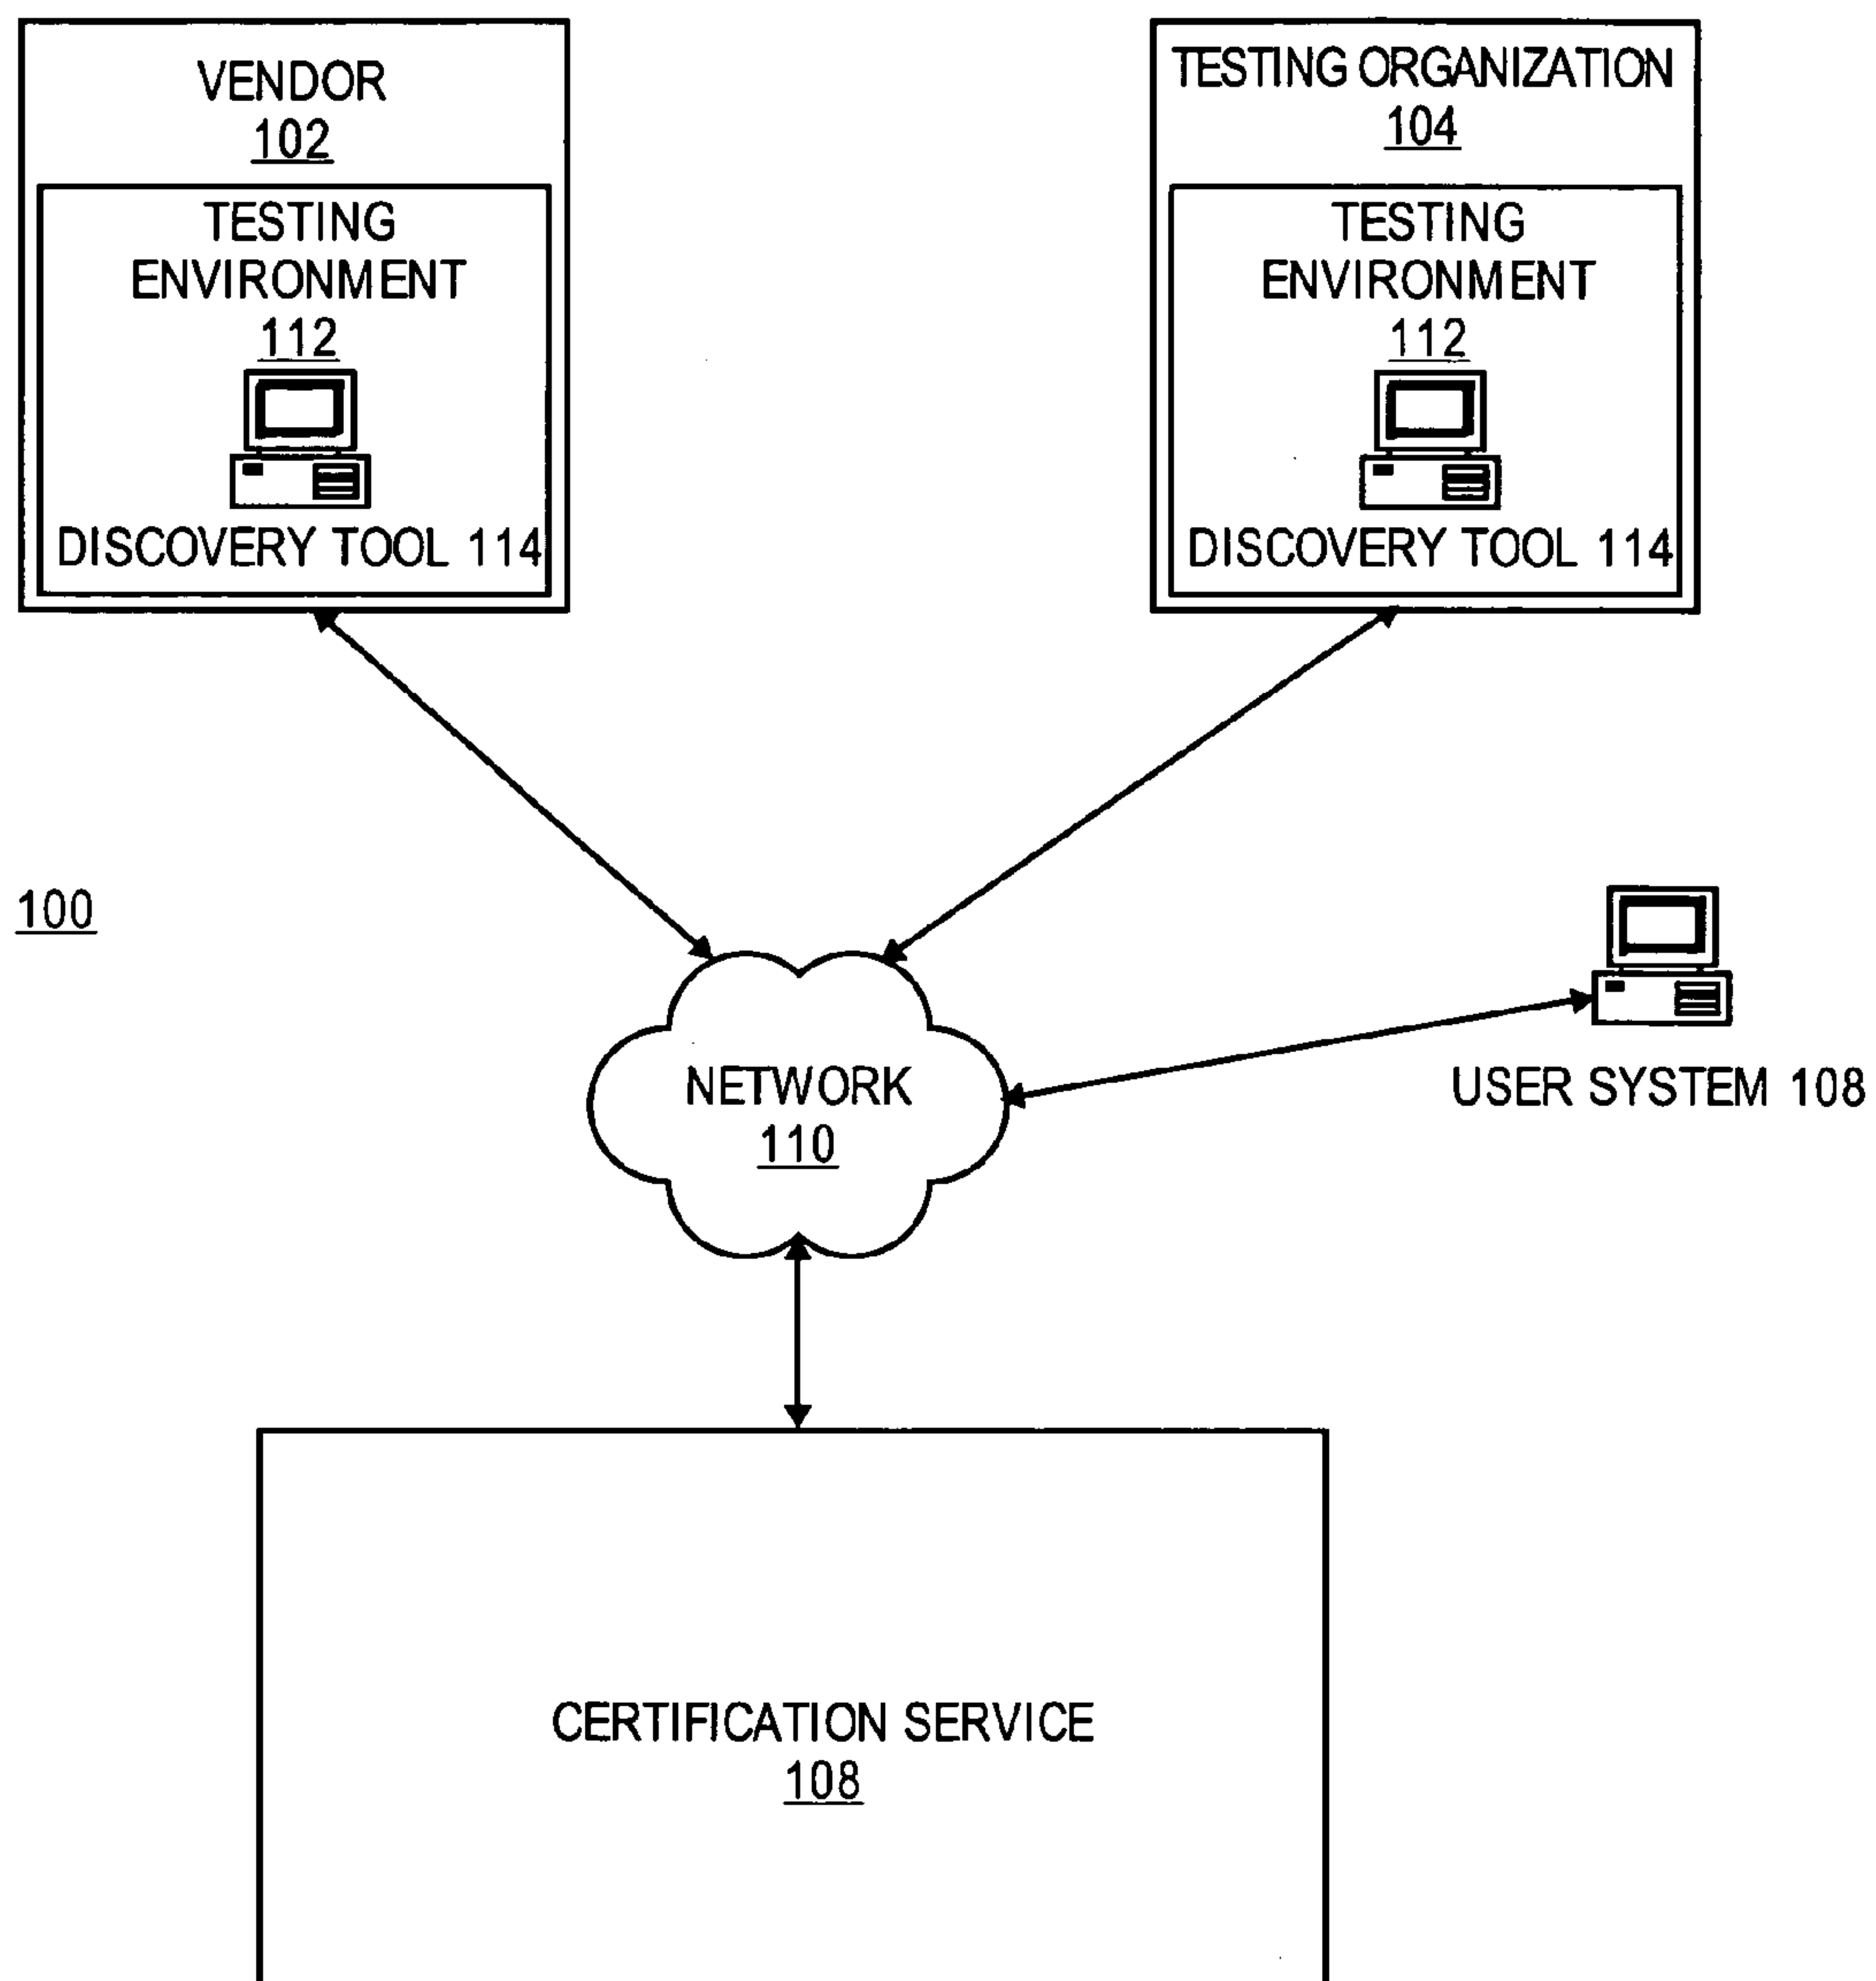 VENDOR
102
TESTING
ENVIRONMENT
112
DISCOVERY TOOL 114
TESTING ORGANIZATION
104
TESTING
ENVIRONMENT
112
DISCOVERY TOOL 114
100
NETWORK
110
USER SYSTEM 108
CERTIFICATION SERVICE
108